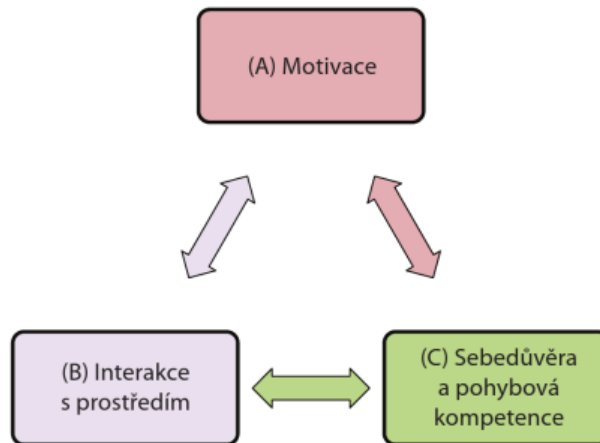 (A) Motivace
(B) Interakce
s prostředím
(C) Sebedůvěra
a pohybová
kompetence